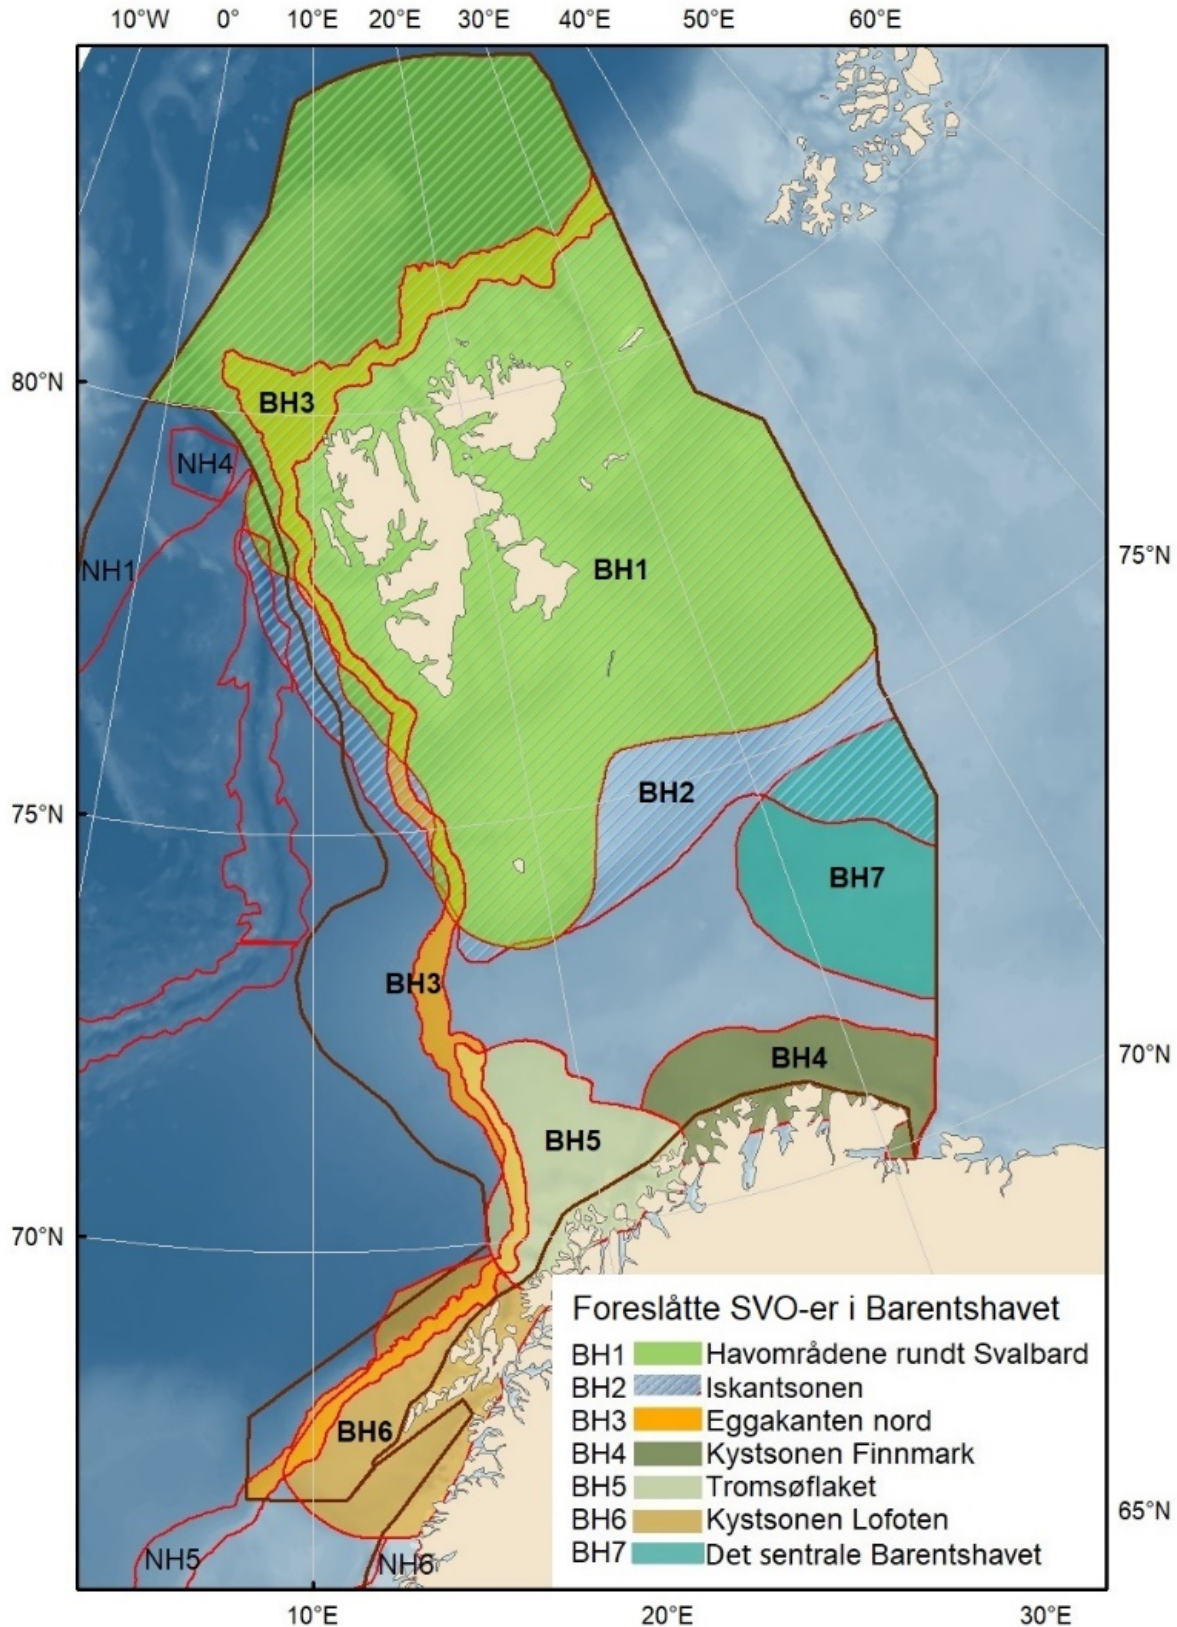 10°W 0° 10°E 20°E 30°E 40°E 50°E 60°E
80°N
BH3
NH4
NH1
BH1
75°N
BH2
75°N
BH7
BH3
BH4
70°N
BH5
70°N
Foreslåtte SVO-er i Barentshavet
BH1 Havområdene rundt Svalbard
BH2 Iskantsonen
BH3 Eggakanten nord
BH4 Kystsonen Finnmark
BH5 Tromsøflaket
BH6 Kystsonen Lofoten
BH7 Det sentrale Barentshavet
BH6
65°N
NH5
NH6
10°E 20°E 30°E